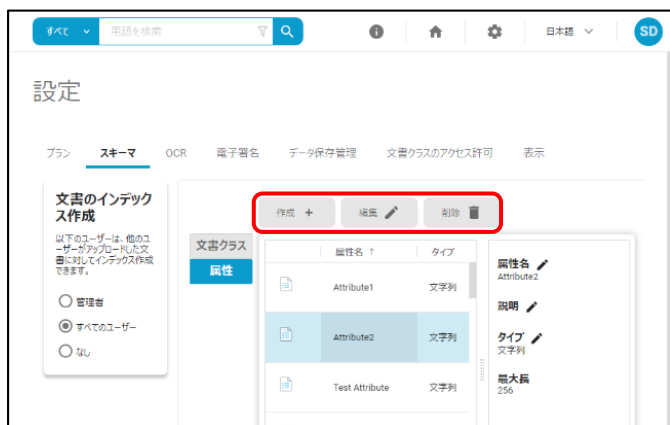 すべて 用語を検索 日本語 SD
設定
プラン スキーマ OCR 電子署名 データ保存管理 文書クラスのアクセス許可 表示
文書のインデック
ス作成
以下のユーザーは、他のユ
ーザーがアップロードした文
書に対してインデックス作成
できます。
管理者
すべてのユーザー
なし
作成 + 編集 削除
文書クラス
属性
属性名 ↑ タイプ
Attribute1 文字列
Attribute2 文字列
Test Attribute 文字列
属性名
Attribute2
説明
タイプ
文字列
最大長
256